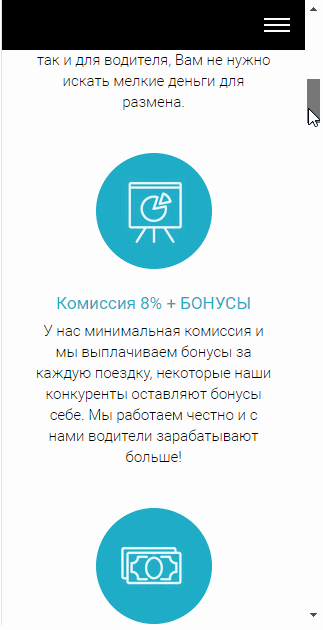 так и для водителя, Вам не нужно
искать мелкие деньги для
размена.
Комиссия 8% + БОНУСЫ
У нас минимальная комиссия и
мы выплачиваем бонусы за
каждую поездку, некоторые наши
конкуренты оставляют бонусы
себе. Мы работаем честно и с
нами водители зарабатывают
больше!